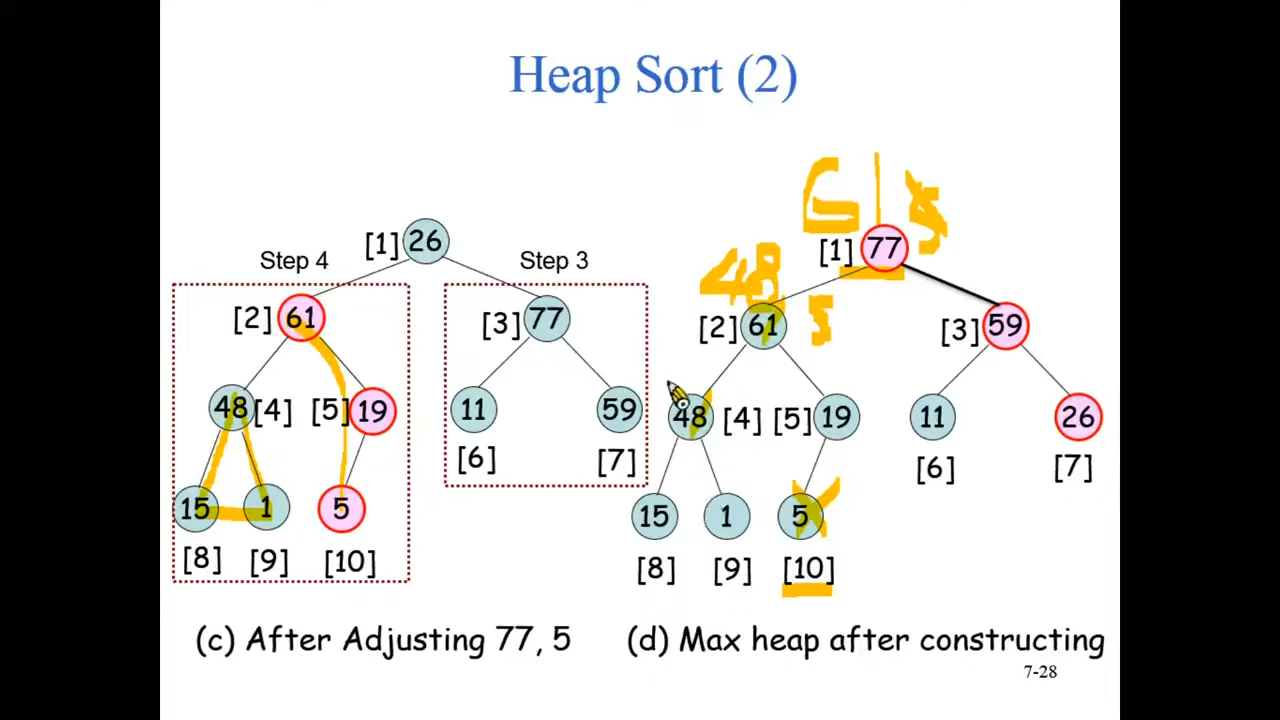 Heap Sort (2)
61 5
[1] 26 [1] 77
Step 4 Step 3 48
[2] 61 [3] 77 [2] 61 5 [3] 59
48 [4] [5] 19 11 59 48 [4] [5] 19 11 26
[6] [7] [6] [7]
15 1 5 15 1 5
[8] [9] [10] [8] [9] [10]
(c) After Adjusting 77, 5 (d) Max heap after constructing
7-28